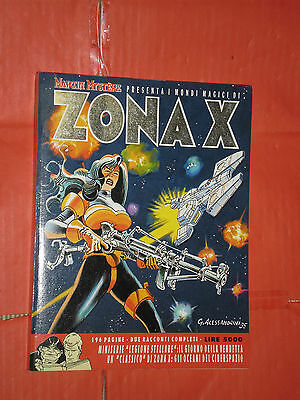 MARTIN MYSTÈRE
PRESENTA I MONDI MAGICI DI:
ZONA X
G. ALESSANDRINI 95
196 PAGINE - DUE RACCONTI COMPLETI - LIRE 5000
MINISERIE "LEGIONE STELLARE": IL GIORNO DELLA VENDETTA
UN "CLASSICO" DI ZONA X: GLI OCEANI DEL CIBERSPAZIO